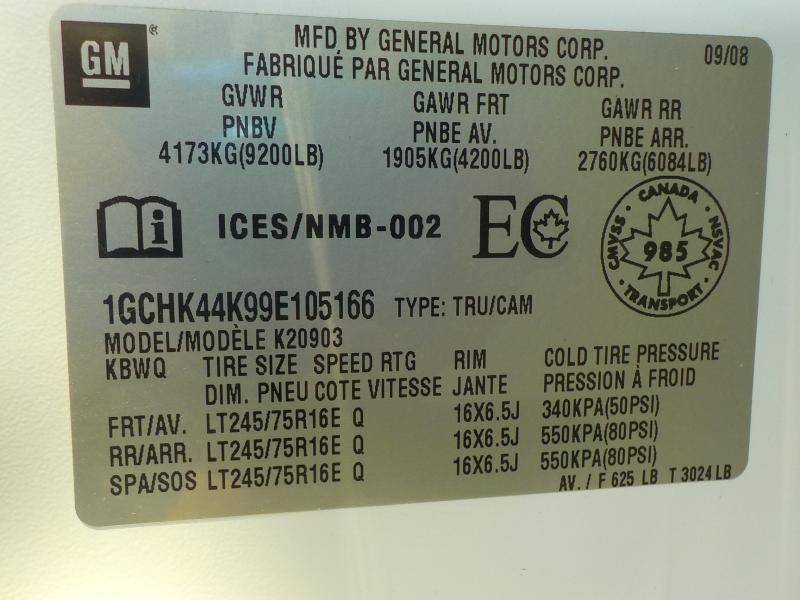 GM®
MFD. BY GENERAL MOTORS CORP. 09/08
FABRIQUÉ PAR GENERAL MOTORS CORP.
GVWR GAWR FRT GAWR RR
PNBV PNBE AV. PNBE ARR.
4173KG(9200LB) 1905KG(4200LB) 2760KG(6084LB)
i ICES/NMB-002 EC
CANADA
CMVSS 985 NSVAC
TRANSPORT
1GCHK44K99E105166 TYPE: TRU/CAM
MODEL/MODÈLE K20903
KBWQ TIRE SIZE SPEED RTG RIM COLD TIRE PRESSURE
DIM. PNEU COTE VITESSE JANTE PRESSION À FROID
FRT/AV. LT245/75R16E Q 16X6.5J 340KPA(50PSI)
RR/ARR. LT245/75R16E Q 16X6.5J 550KPA(80PSI)
SPA/SOS LT245/75R16E Q 16X6.5J 550KPA(80PSI)
AV. / F 625 LB T 3024 LB